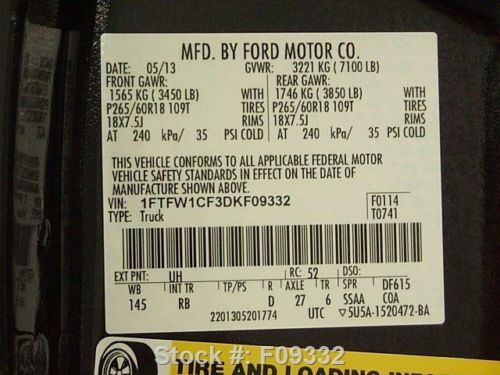 MFD. BY FORD MOTOR CO.
DATE: 05/13 GVWR: 3221 KG ( 7100 LB)
FRONT GAWR: REAR GAWR:
1565 KG ( 3450 LB) WITH 1746 KG ( 3850 LB) WITH
P265/60R18 109T TIRES P265/60R18 109T TIRES
18X7.5J RIMS 18X7.5J RIMS
AT 240 kPa/ 35 PSI COLD AT 240 kPa/ 35 PSI COLD
THIS VEHICLE CONFORMS TO ALL APPLICABLE FEDERAL MOTOR
VEHICLE SAFETY STANDARDS IN EFFECT ON THE DATE OF
MANUFACTURE SHOWN ABOVE.
VIN: 1FTFW1CF3DKF09332 F0114
TYPE: Truck T0741
EXT PNT: UH RC: 52 DSO:
WB INT TR TP/PS R AXLE TR SPR DF615
145 RB D 27 6 SSAA COA
2201305201774 UTC ▽5U5A-1520472-BA
Stock #: F09332
TIRE AND LOADING INFO